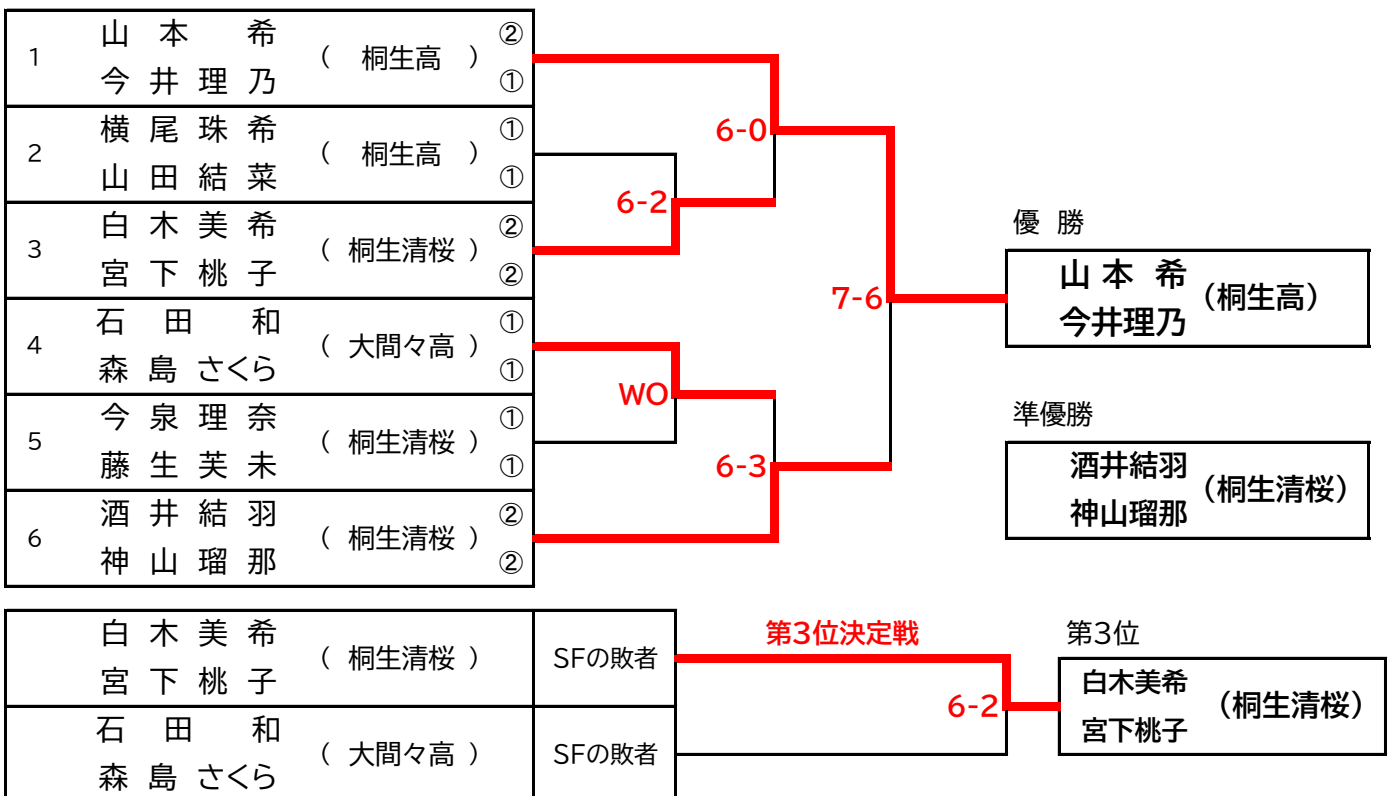 1 山本 希 ( 桐生高 ) ②
今井理乃 ①
2 横尾珠希 ( 桐生高 ) ①
山田結菜 ①
3 白木美希 ( 桐生清桜 ) ②
宮下桃子 ②
4 石田 和 ( 大間々高 ) ①
森島さくら ①
5 今泉理奈 ( 桐生清桜 ) ①
藤生芙未 ①
6 酒井結羽 ( 桐生清桜 ) ②
神山瑠那 ②
6-0
6-2
7-6
WO
6-3
優勝
山本 希 (桐生高)
今井理乃
準優勝
酒井結羽 (桐生清桜)
神山瑠那
白木美希 ( 桐生清桜 ) SFの敗者
宮下桃子
石田 和 ( 大間々高 ) SFの敗者
森島さくら
第3位決定戦
6-2
第3位
白木美希 (桐生清桜)
宮下桃子